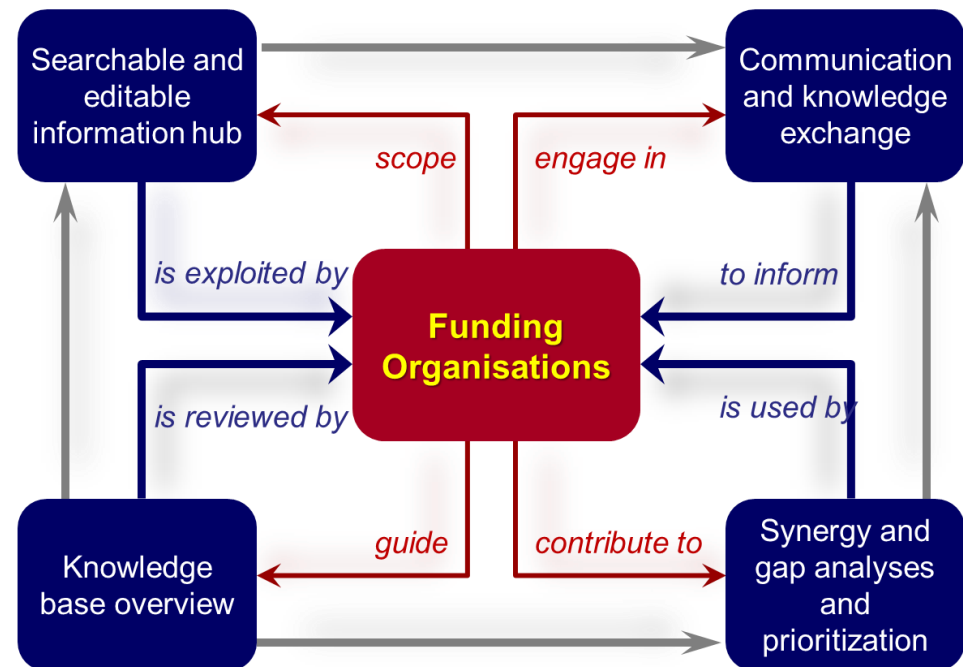 Searchable and
editable
information hub
Communication
and knowledge
exchange
scope
engage in
is exploited by
to inform
Funding
Organisations
is reviewed by
is used by
guide
contribute to
Knowledge
base overview
Synergy and
gap analyses
and
prioritization